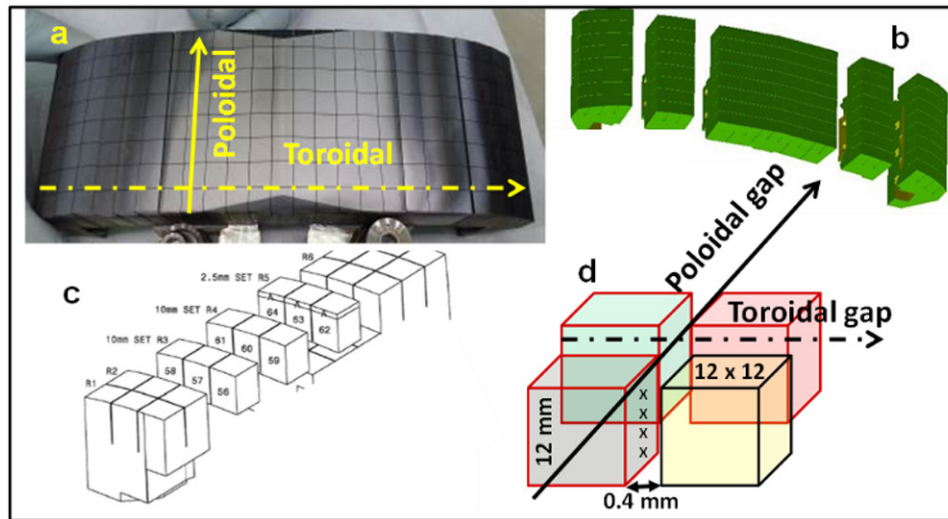 a
Poloidal
Toroidal
b
c
R6
2.5mm SET R5
A
A
A
64
63
62
10mm SET R4
61
60
59
10mm SET R3
58
57
56
R2
R1
d
Poloidal gap
Toroidal gap
12 x 12
12 mm
x
x
x
x
0.4 mm